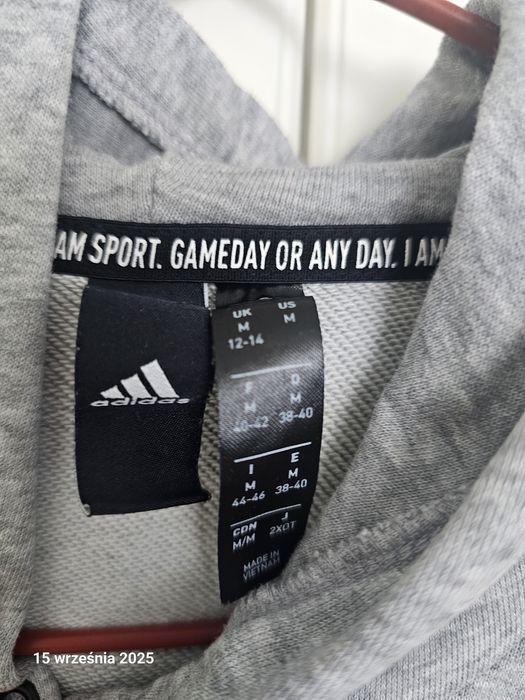 AM SPORT. GAMEDAY OR ANY DAY. I AM
adidas
UK US
M M
12-14
F D
M M
40-42 38-40
I E
M M
44-46 38-40
CDN J
M/M 2XOT
MADE IN
VIETNAM
15 września 2025